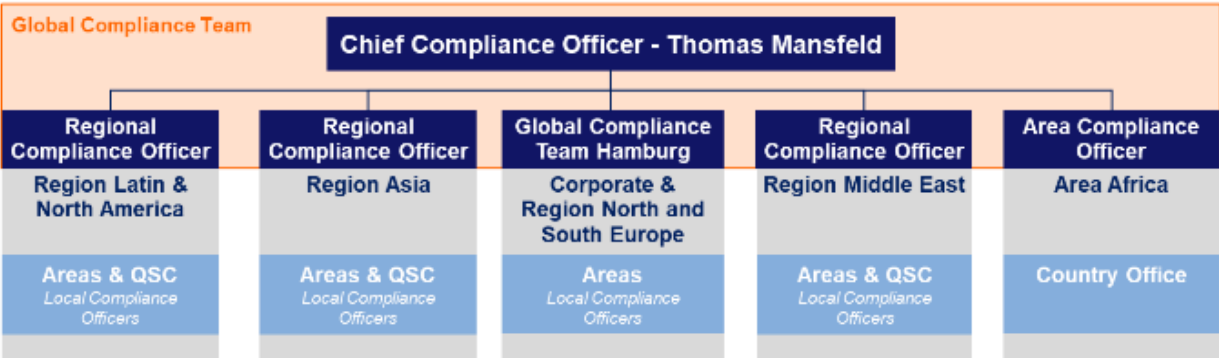 Global Compliance Team
Chief Compliance Officer - Thomas Mansfeld
Regional
Compliance Officer
Region Latin &
North America
Areas & QSC
Local Compliance
Officers
Regional
Compliance Officer
Region Asia
Areas & QSC
Local Compliance
Officers
Global Compliance
Team Hamburg
Corporate &
Region North and
South Europe
Areas
Local Compliance
Officers
Regional
Compliance Officer
Region Middle East
Areas & QSC
Local Compliance
Officers
Area Compliance
Officer
Area Africa
Country Office